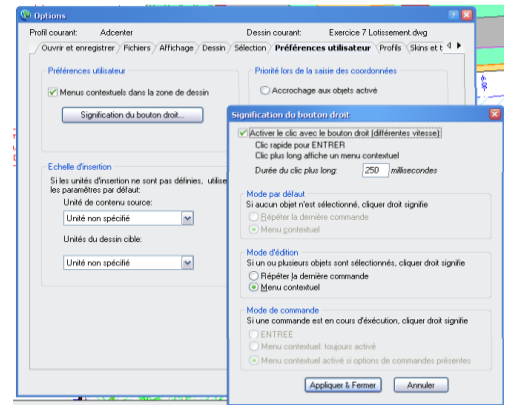 Options
Profil courant: Adcenter Dessin courant: Exercice 7 Lotissement.dwg
Ouvrir et enregistrer Fichiers Affichage Dessin Sélection Préférences utilisateur Profils Skins et t
Préférences utilisateur
Menus contextuels dans la zone de dessin
Signification du bouton droit...
Priorité lors de la saisie des coordonnées
Accrochage aux objets activé
Echelle d'insertion
Si les unités d'insertion ne sont pas définies, utilise
les paramètres par défaut:
Unité de contenu source:
Unité non spécifié
Unités du dessin cible:
Unité non spécifié
Signification du bouton droit
Activer le clic avec le bouton droit (différentes vitesse):
Clic rapide pour ENTRER
Clic plus long affiche un menu contextuel
Durée du clic plus long: 250 millisecondes
Mode par défaut
Si aucun objet n'est sélectionné, cliquer droit signifie
Répéter la dernière commande
Menu contextuel
Mode d'édition
Si un ou plusieurs objets sont sélectionnés, cliquer droit signifie
Répéter la dernière commande
Menu contextuel
Mode de commande
Si une commande est en cours d'éxécution, cliquer droit signifie
ENTREE
Menu contextuel: toujours activé
Menu contextuel activé si options de commandes présentes
Appliquer & Fermer Annuler